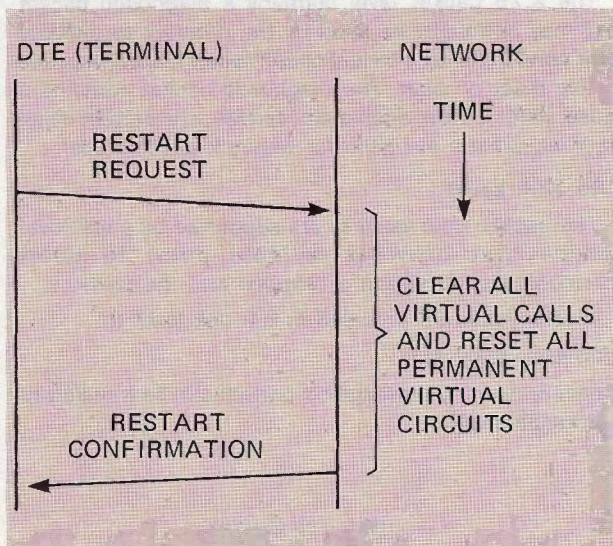 DTE (TERMINAL)
NETWORK
TIME
RESTART
REQUEST
CLEAR ALL
VIRTUAL CALLS
AND RESET ALL
PERMANENT
VIRTUAL
CIRCUITS
RESTART
CONFIRMATION